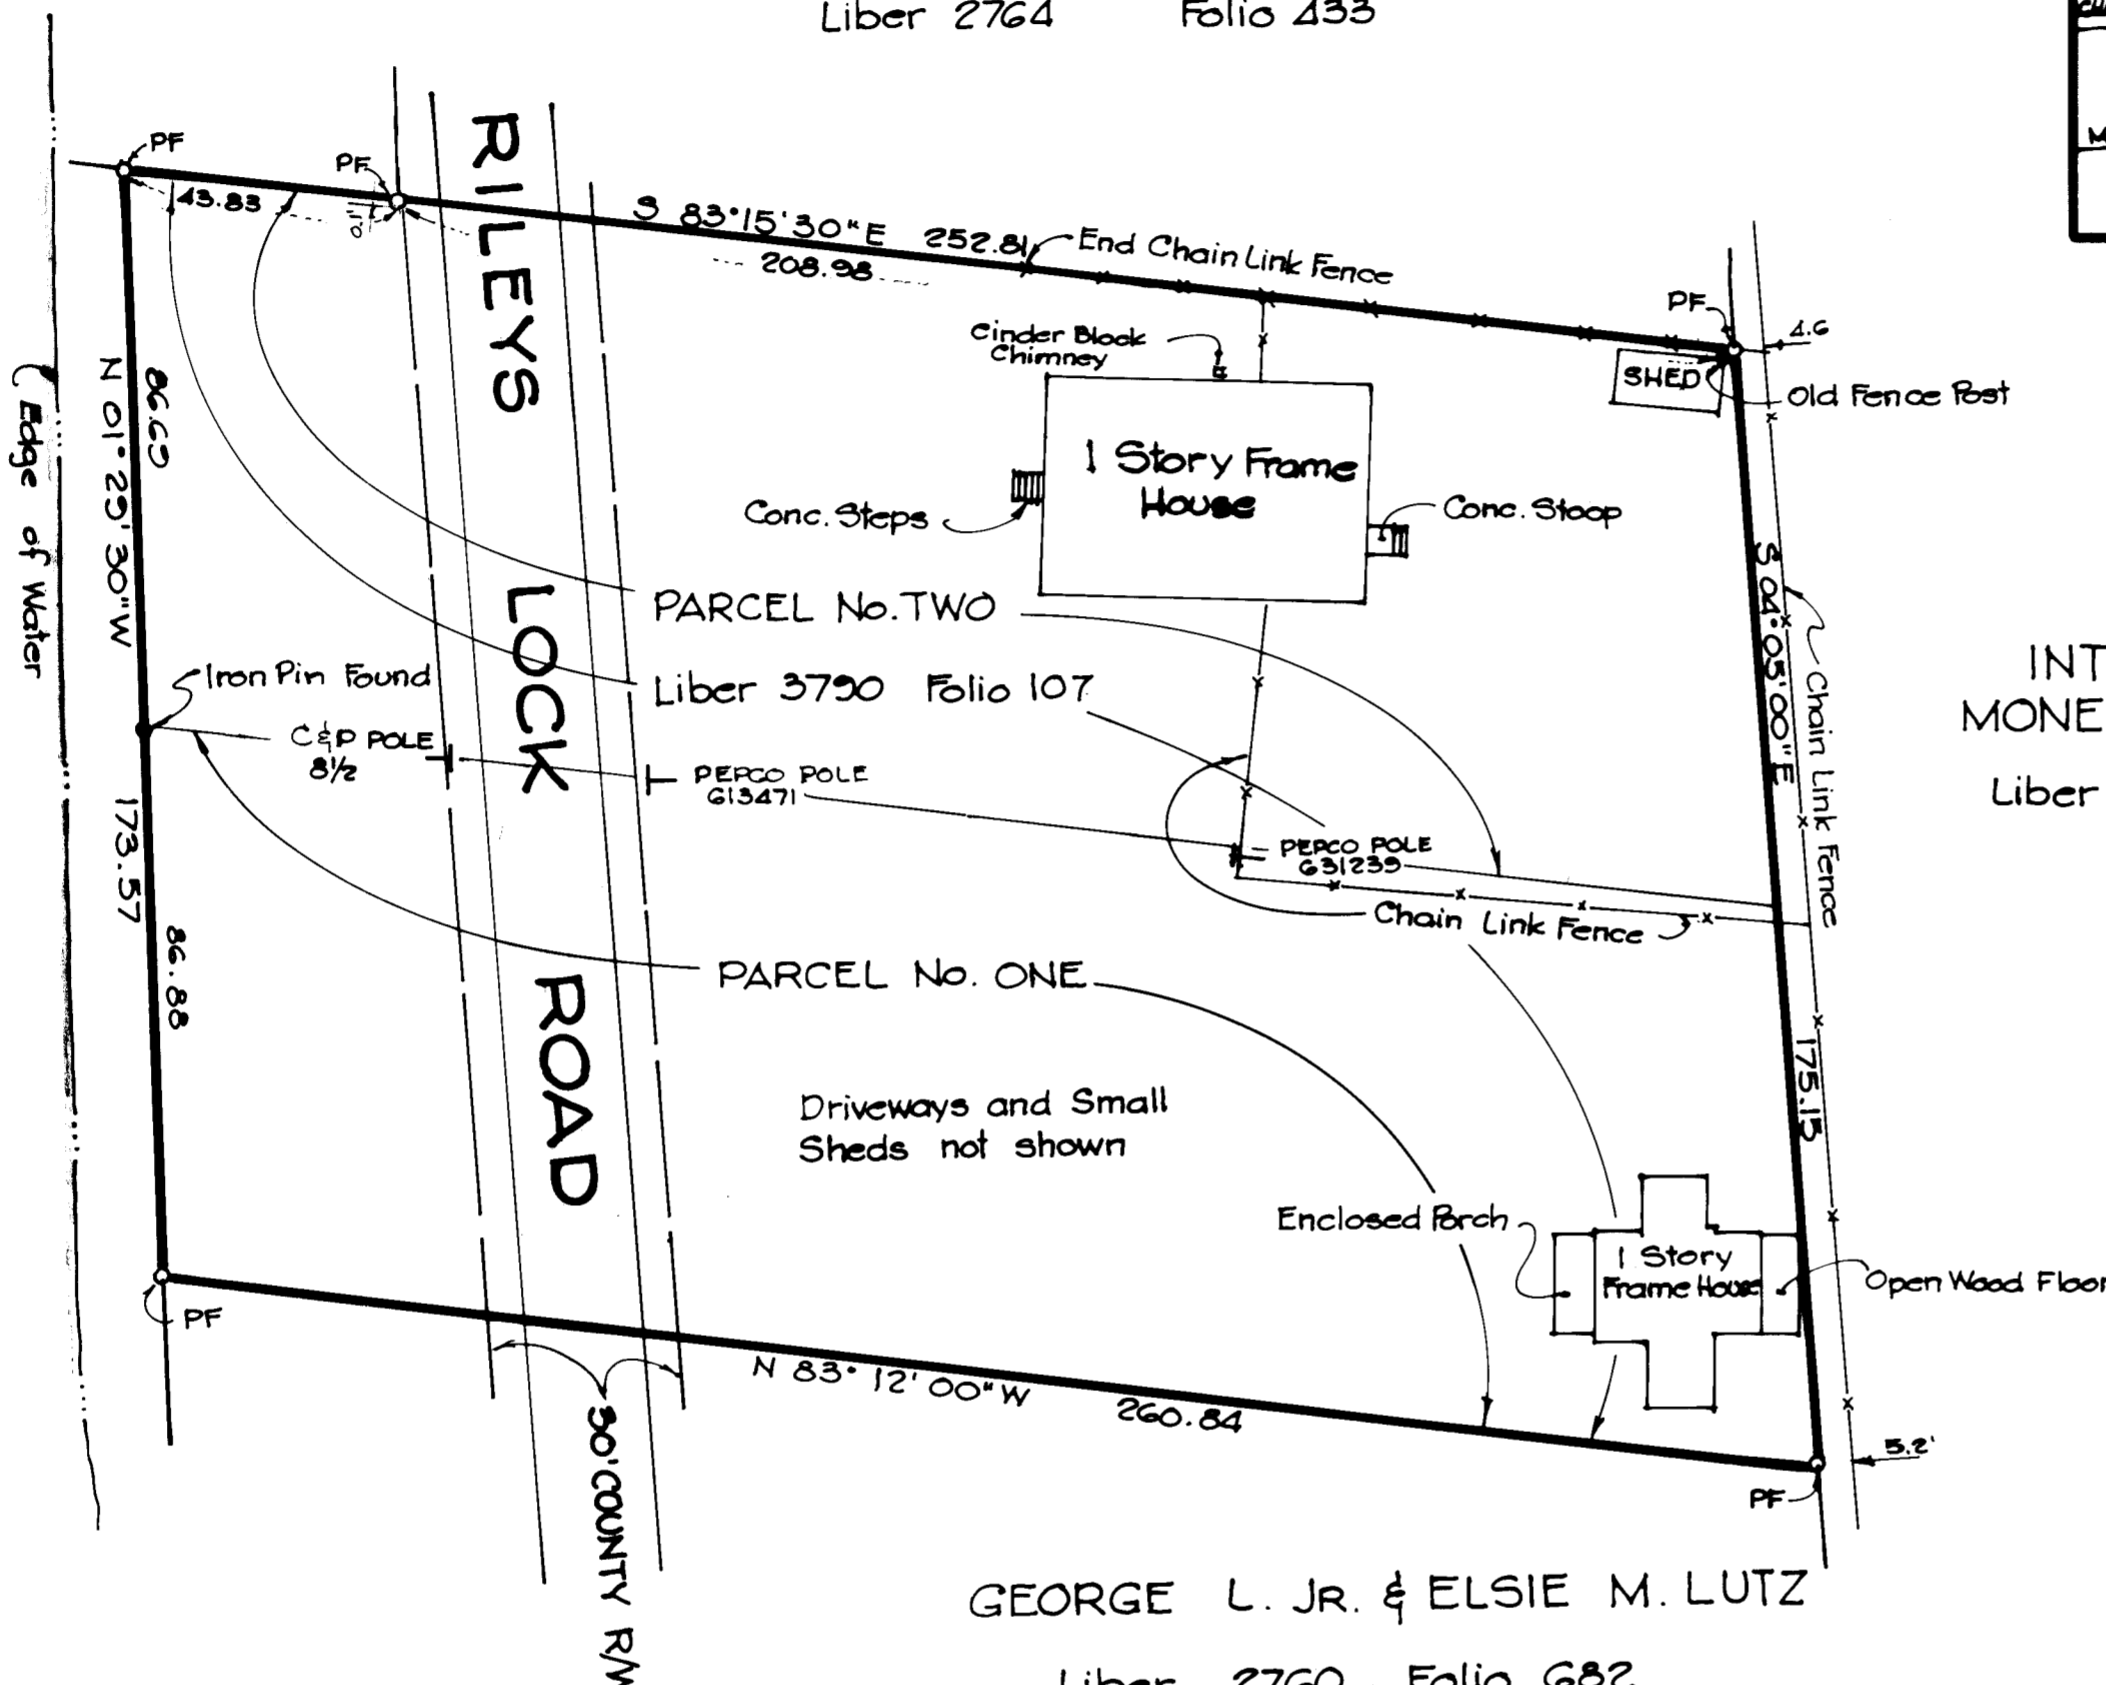 Liber 2764 Folio 433
PF
PF
43.83
S 83°15'30"E 252.81
208.98
End Chain Link Fence
PF
4.6
Cinder Block
Chimney
SHED
Old Fence Post
RILEYS LOCK ROAD
1 Story Frame
House
Conc. Steps
Conc. Stoop
Edge of Water
N 01°29'30"W 173.57
86.69
86.88
S 04°05'00"E 175.15
Chain Link Fence
PARCEL No. TWO
Iron Pin Found
Liber 3790 Folio 107
C&P POLE
8½
PEPCO POLE
613471
PEPCO POLE
631239
Chain Link Fence
INT
MONE
Liber
PARCEL No. ONE
Driveways and Small
Sheds not shown
Enclosed Porch
1 Story
Frame House
Open Wood Floor
PF
N 83°12'00"W 260.84
5.2'
PF
30' COUNTY R/W
GEORGE L. JR. & ELSIE M. LUTZ
Liber 2760 Folio 682